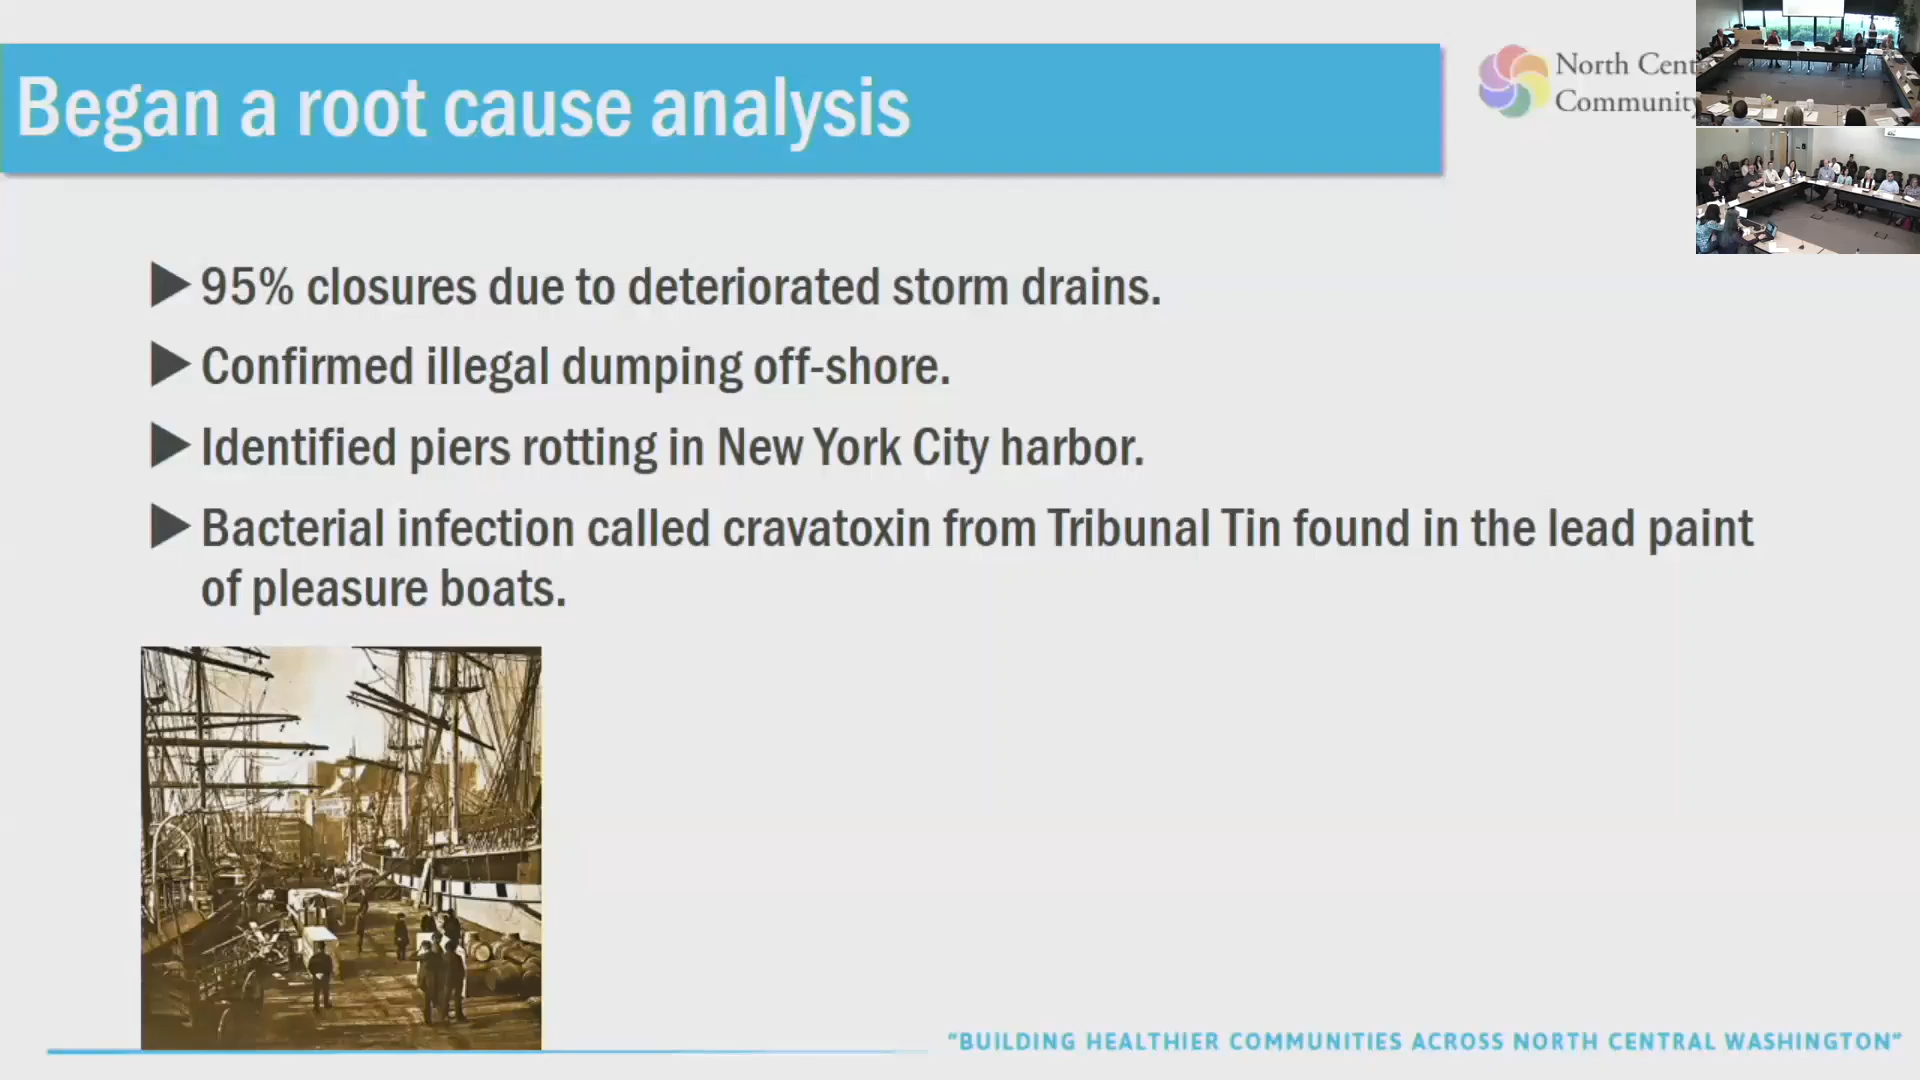 Began a root cause analysis
North Cent
Community
95% closures due to deteriorated storm drains.
Confirmed illegal dumping off-shore.
Identified piers rotting in New York City harbor.
Bacterial infection called cravatoxin from Tribunal Tin found in the lead paint
of pleasure boats.
"BUILDING HEALTHIER COMMUNITIES ACROSS NORTH CENTRAL WASHINGTON"